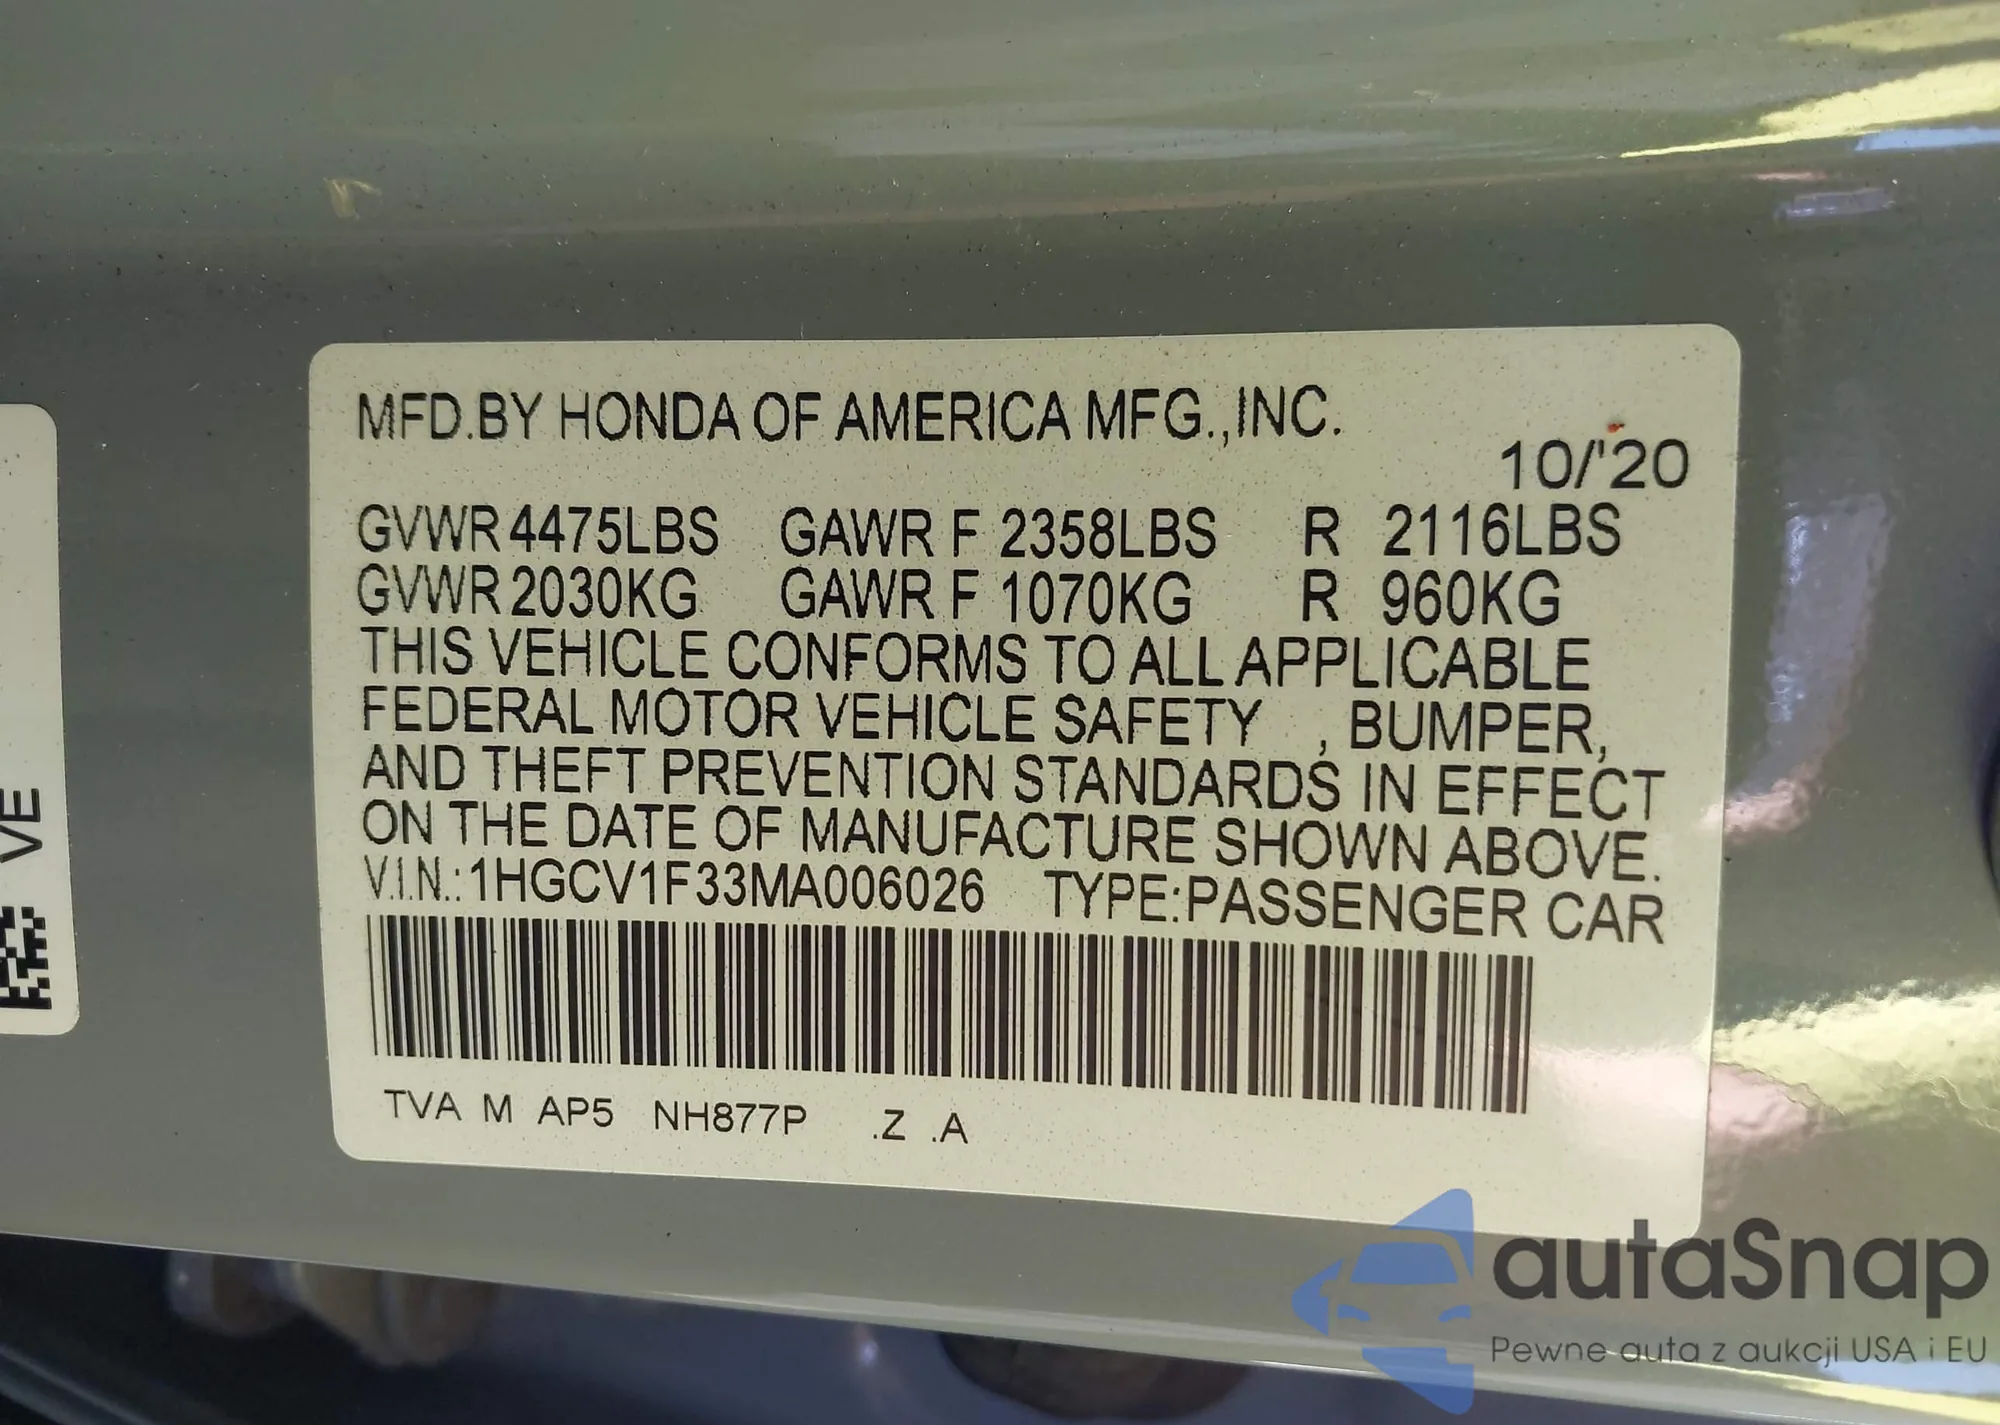 MFD.BY HONDA OF AMERICA MFG.,INC.
10/'20
GVWR 4475LBS GAWR F 2358LBS R 2116LBS
GVWR 2030KG GAWR F 1070KG R 960KG
THIS VEHICLE CONFORMS TO ALL APPLICABLE
FEDERAL MOTOR VEHICLE SAFETY , BUMPER,
AND THEFT PREVENTION STANDARDS IN EFFECT
ON THE DATE OF MANUFACTURE SHOWN ABOVE.
V.I.N.: 1HGCV1F33MA006026 TYPE:PASSENGER CAR
TVA M AP5 NH877P .Z .A
VE
autaSnap
Pewne auta z aukcji USA i EU